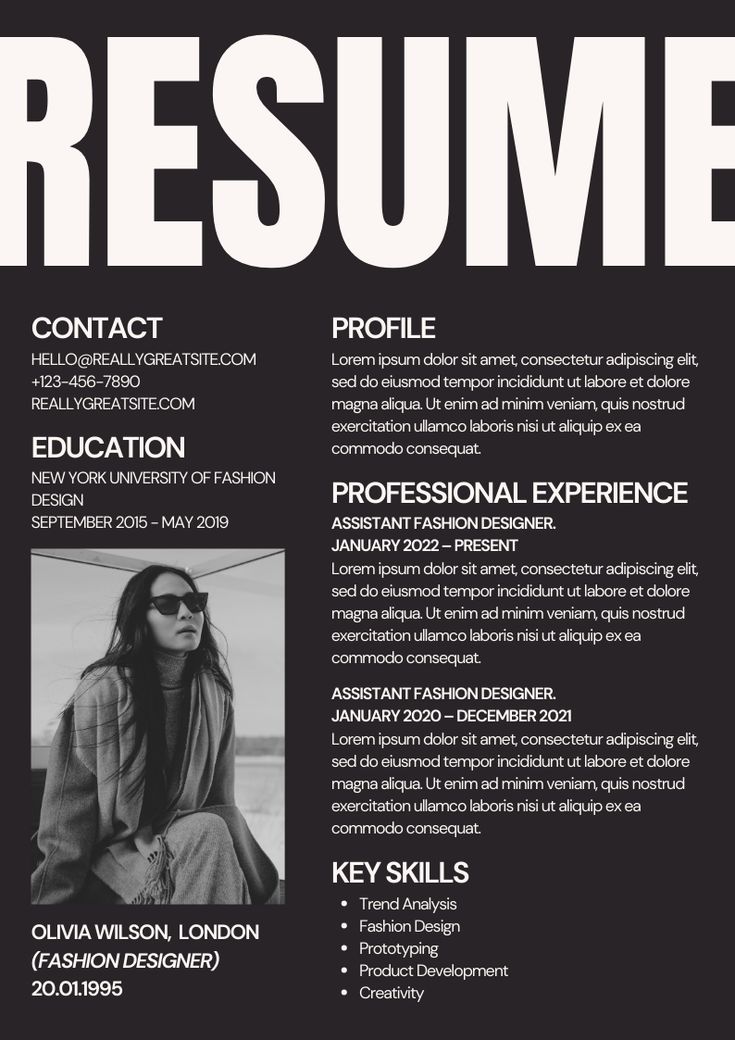 RESUME
CONTACT
HELLO@REALLYGREATSITE.COM
+123-456-7890
REALLYGREATSITE.COM
EDUCATION
NEW YORK UNIVERSITY OF FASHION
DESIGN
SEPTEMBER 2015 - MAY 2019
OLIVIA WILSON, LONDON
(FASHION DESIGNER)
20.01.1995
PROFILE
Lorem ipsum dolor sit amet, consectetur adipiscing elit,
sed do eiusmod tempor incididunt ut labore et dolore
magna aliqua. Ut enim ad minim veniam, quis nostrud
exercitation ullamco laboris nisi ut aliquip ex ea
commodo consequat.
PROFESSIONAL EXPERIENCE
ASSISTANT FASHION DESIGNER.
JANUARY 2022 – PRESENT
Lorem ipsum dolor sit amet, consectetur adipiscing elit,
sed do eiusmod tempor incididunt ut labore et dolore
magna aliqua. Ut enim ad minim veniam, quis nostrud
exercitation ullamco laboris nisi ut aliquip ex ea
commodo consequat.
ASSISTANT FASHION DESIGNER.
JANUARY 2020 – DECEMBER 2021
Lorem ipsum dolor sit amet, consectetur adipiscing elit,
sed do eiusmod tempor incididunt ut labore et dolore
magna aliqua. Ut enim ad minim veniam, quis nostrud
exercitation ullamco laboris nisi ut aliquip ex ea
commodo consequat.
KEY SKILLS
• Trend Analysis
• Fashion Design
• Prototyping
• Product Development
• Creativity